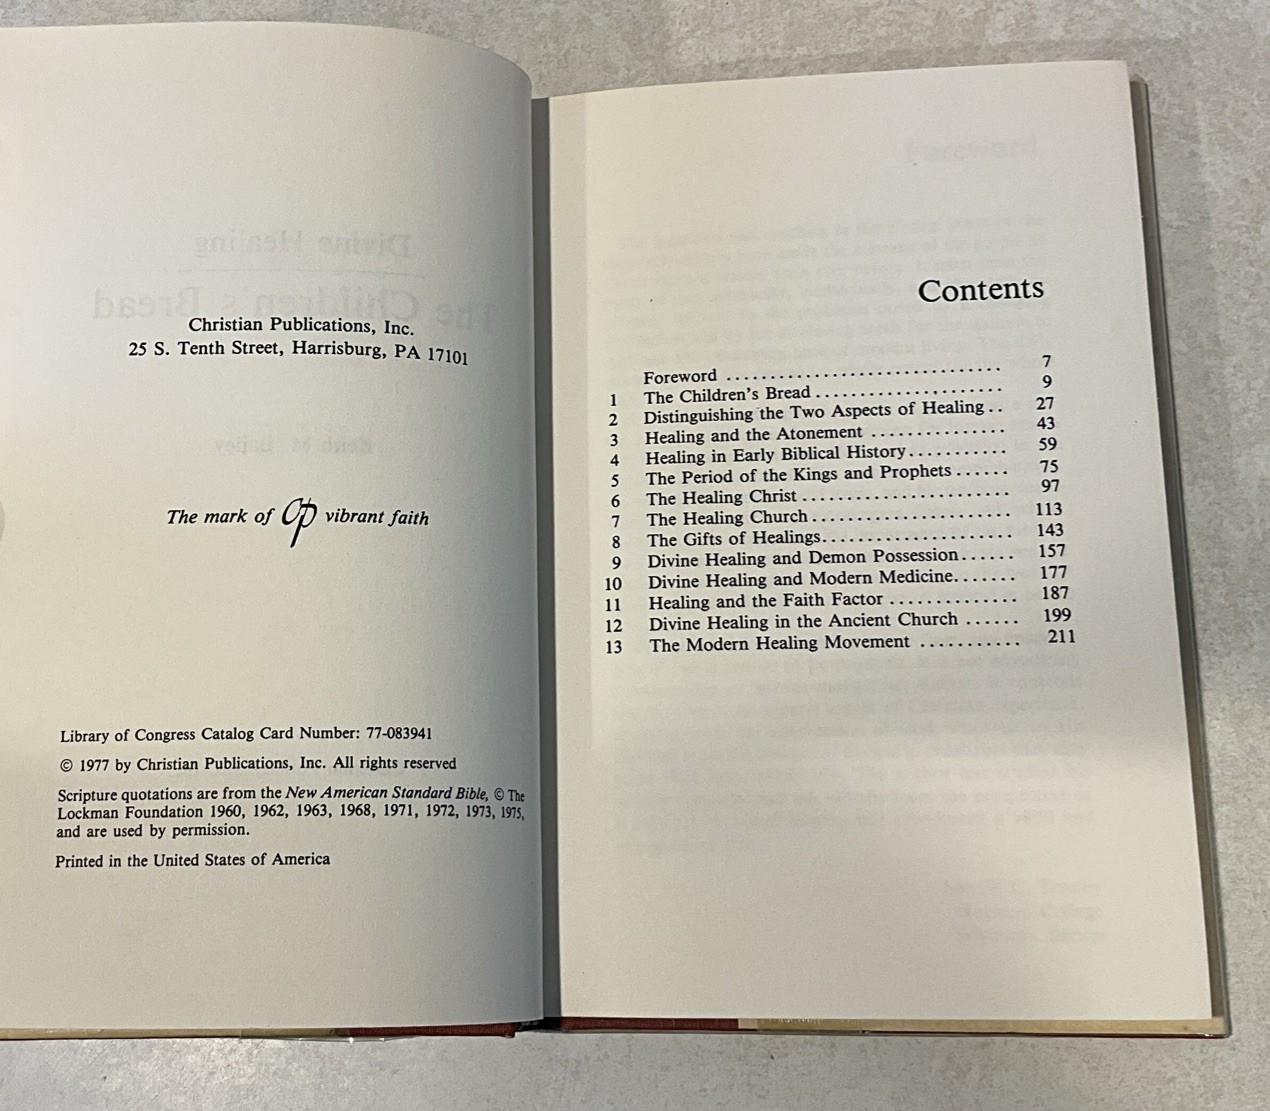 Christian Publications, Inc.
25 S. Tenth Street, Harrisburg, PA 17101
The mark of cp vibrant faith
Library of Congress Catalog Card Number: 77-083941
© 1977 by Christian Publications, Inc. All rights reserved
Scripture quotations are from the New American Standard Bible, © The
Lockman Foundation 1960, 1962, 1963, 1968, 1971, 1972, 1973, 1975,
and are used by permission.
Printed in the United States of America
Contents
Foreword .............................. 7
1 The Children's Bread ..................... 9
2 Distinguishing the Two Aspects of Healing .. 27
3 Healing and the Atonement ............... 43
4 Healing in Early Biblical History ........... 59
5 The Period of the Kings and Prophets ...... 75
6 The Healing Christ ....................... 97
7 The Healing Church ...................... 113
8 The Gifts of Healings ..................... 143
9 Divine Healing and Demon Possession ...... 157
10 Divine Healing and Modern Medicine. ...... 177
11 Healing and the Faith Factor .............. 187
12 Divine Healing in the Ancient Church ...... 199
13 The Modern Healing Movement ........... 211